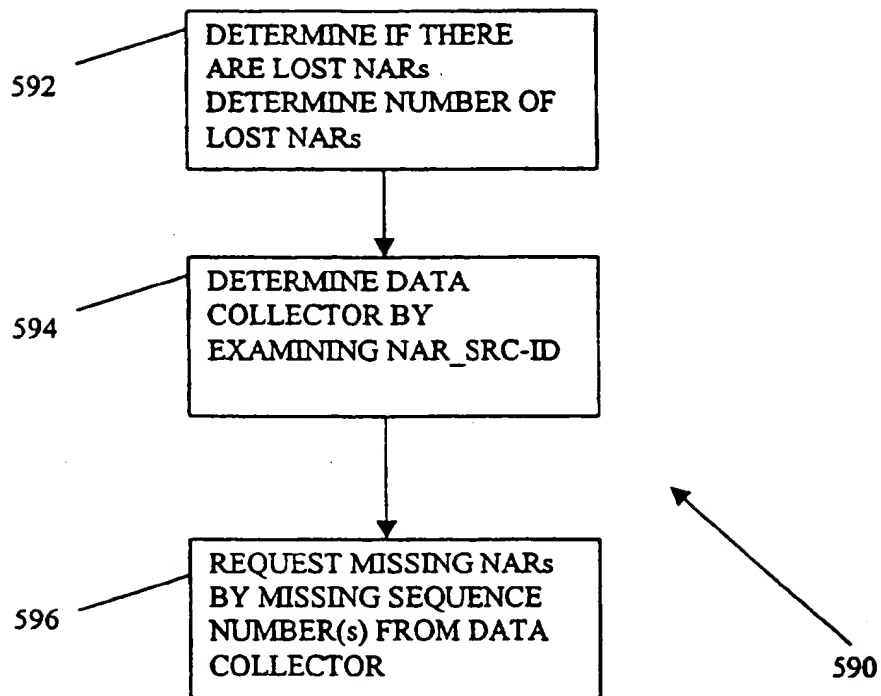 592
DETERMINE IF THERE
ARE LOST NARs
DETERMINE NUMBER OF
LOST NARs
594
DETERMINE DATA
COLLECTOR BY
EXAMINING NAR_SRC-ID
596
REQUEST MISSING NARs
BY MISSING SEQUENCE
NUMBER(s) FROM DATA
COLLECTOR
590